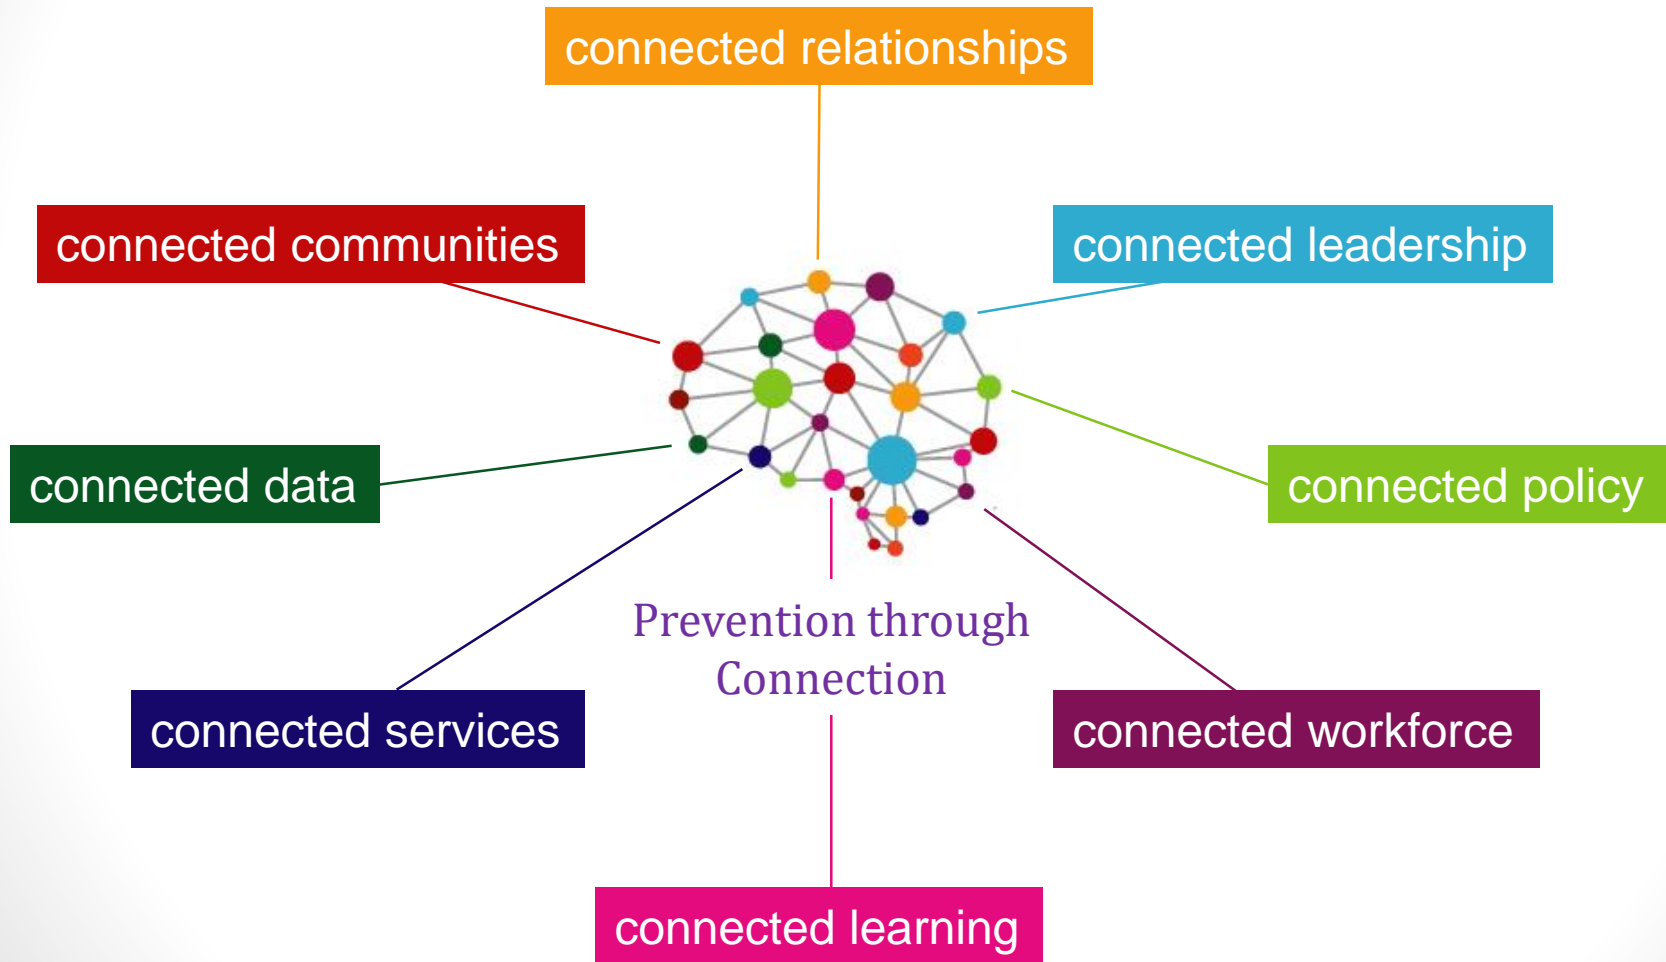 connected relationships
connected communities
connected leadership
connected data
connected policy
Prevention through
Connection
connected services
connected workforce
connected learning